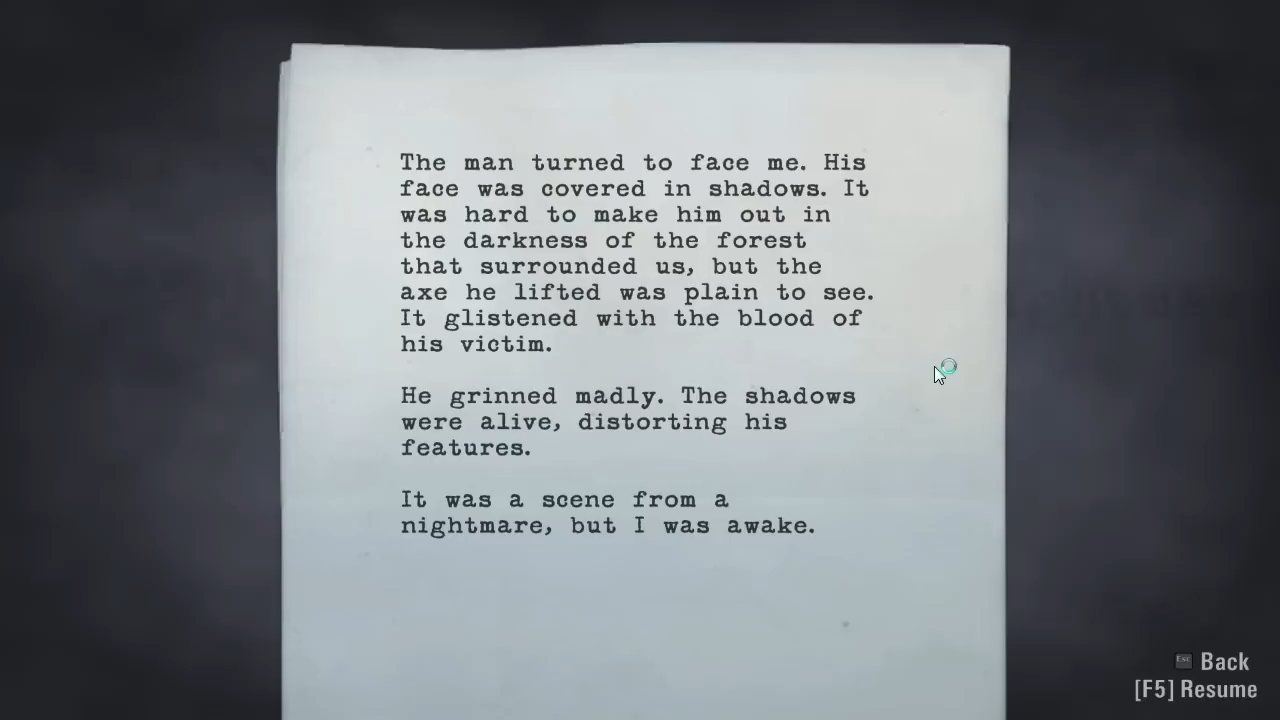 The man turned to face me. His
face was covered in shadows. It
was hard to make him out in
the darkness of the forest
that surrounded us, but the
axe he lifted was plain to see.
It glistened with the blood of
his victim.
He grinned madly. The shadows
were alive, distorting his
features.
It was a scene from a
nightmare, but I was awake.
Esc Back
[F5] Resume